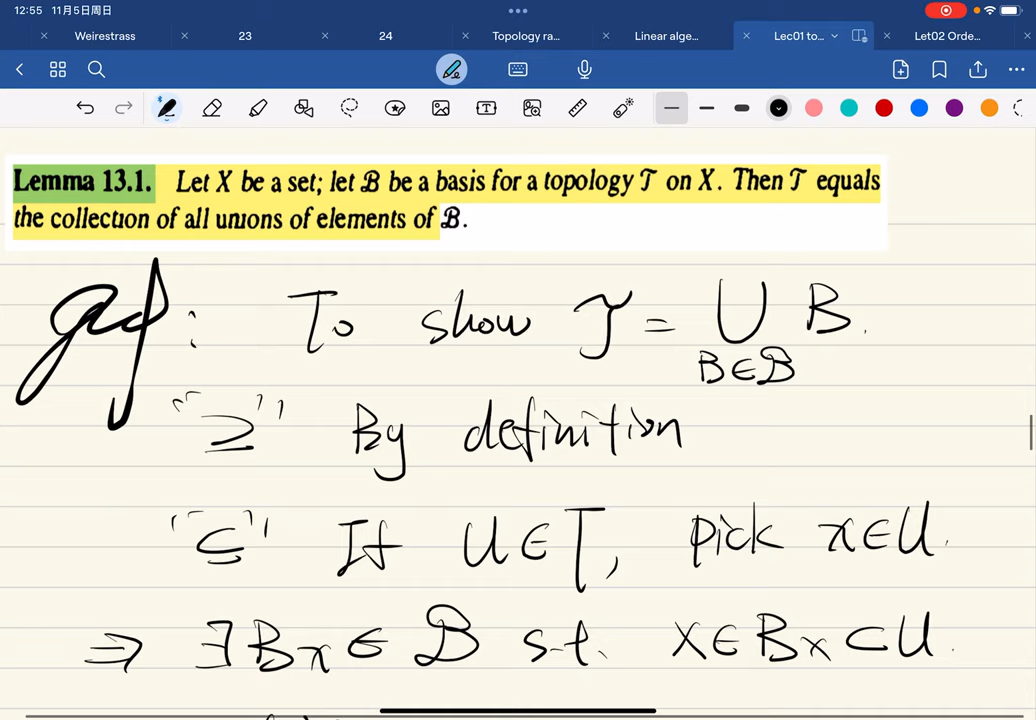 12:55 11月5日周日
Weirestrass 23 24 Topology ra... Linear alge... Lec01 to... Let02 Orde...
Lemma 13.1. Let X be a set; let ℬ be a basis for a topology 𝒯 on X. Then 𝒯 equals
the collection of all unions of elements of ℬ.
: To show 𝒯 = ⋃ B.
B∈ℬ
"⊇" By definition
"⊆" If U∈T, pick x∈U.
⇒ ∃ Bx ∈ ℬ s.t. x∈Bx⊂U.